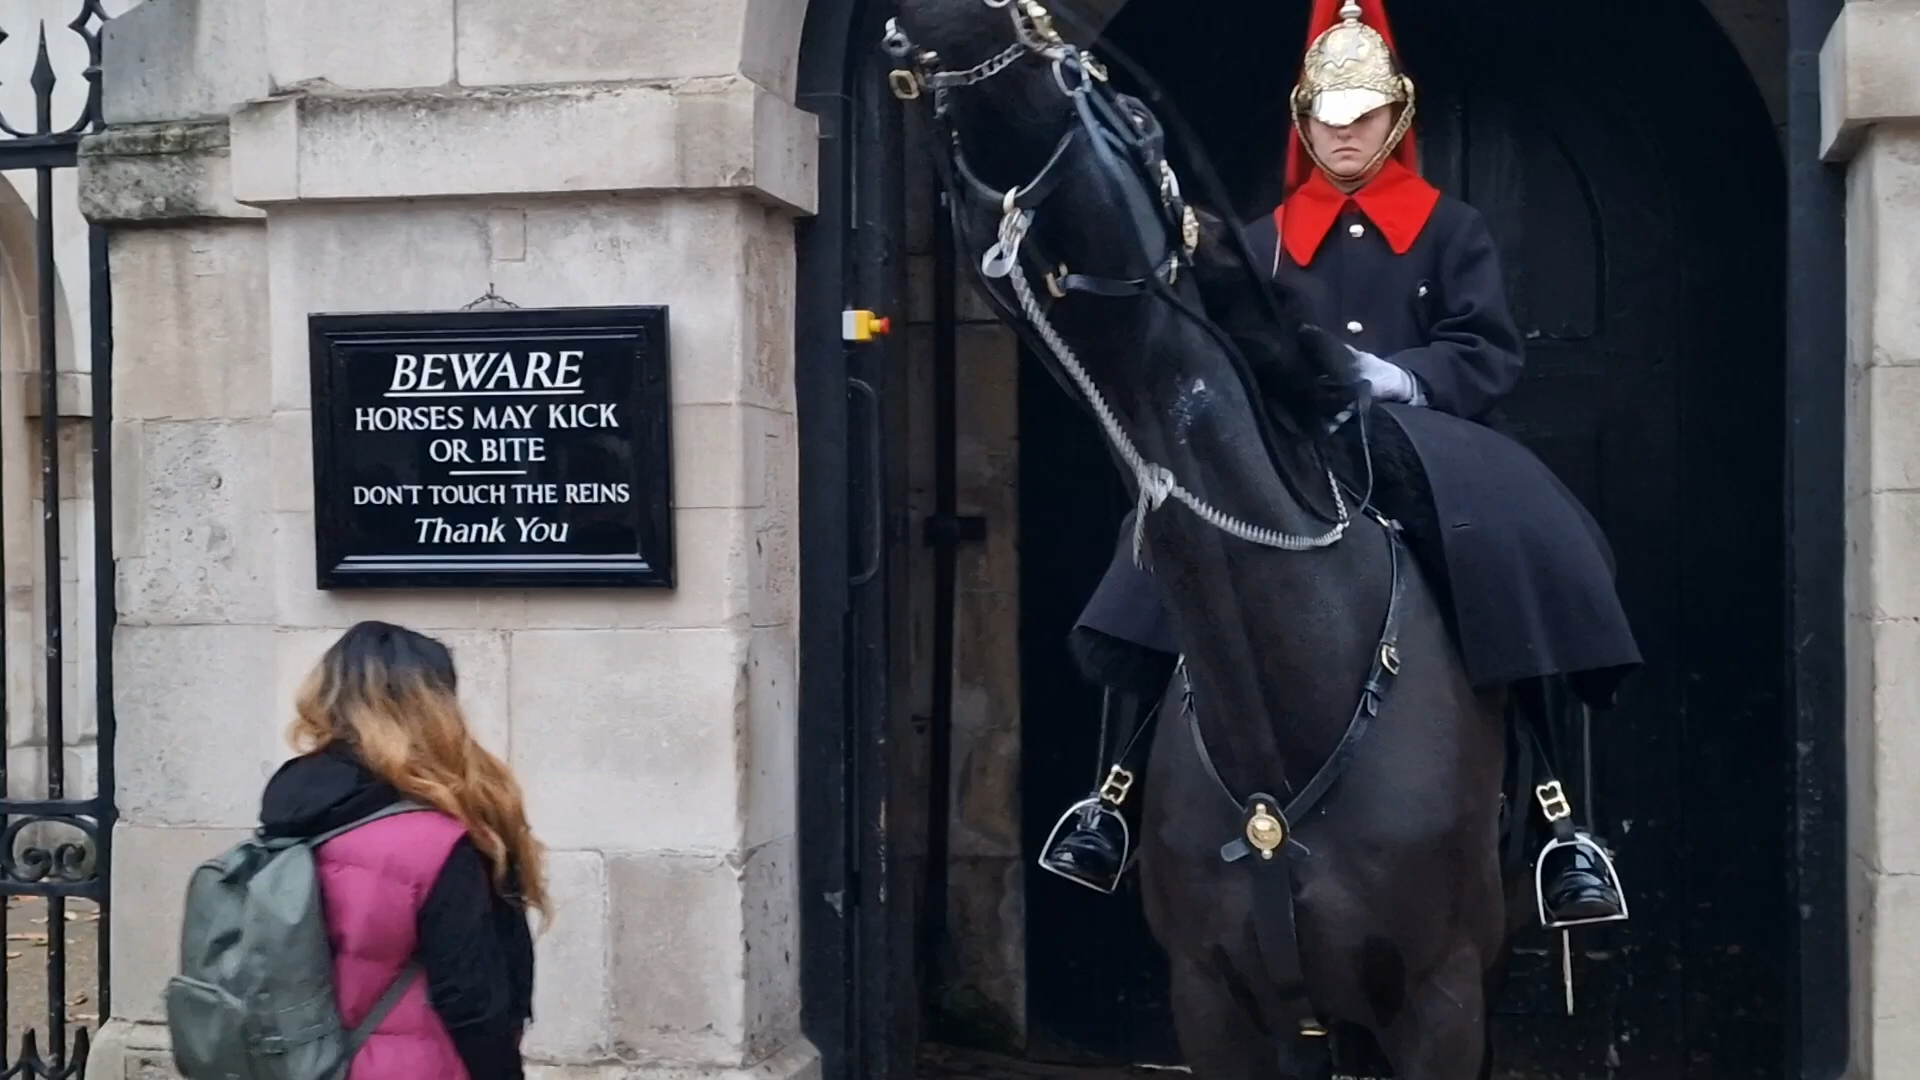 BEWARE
HORSES MAY KICK
OR BITE
DON'T TOUCH THE REINS
Thank You